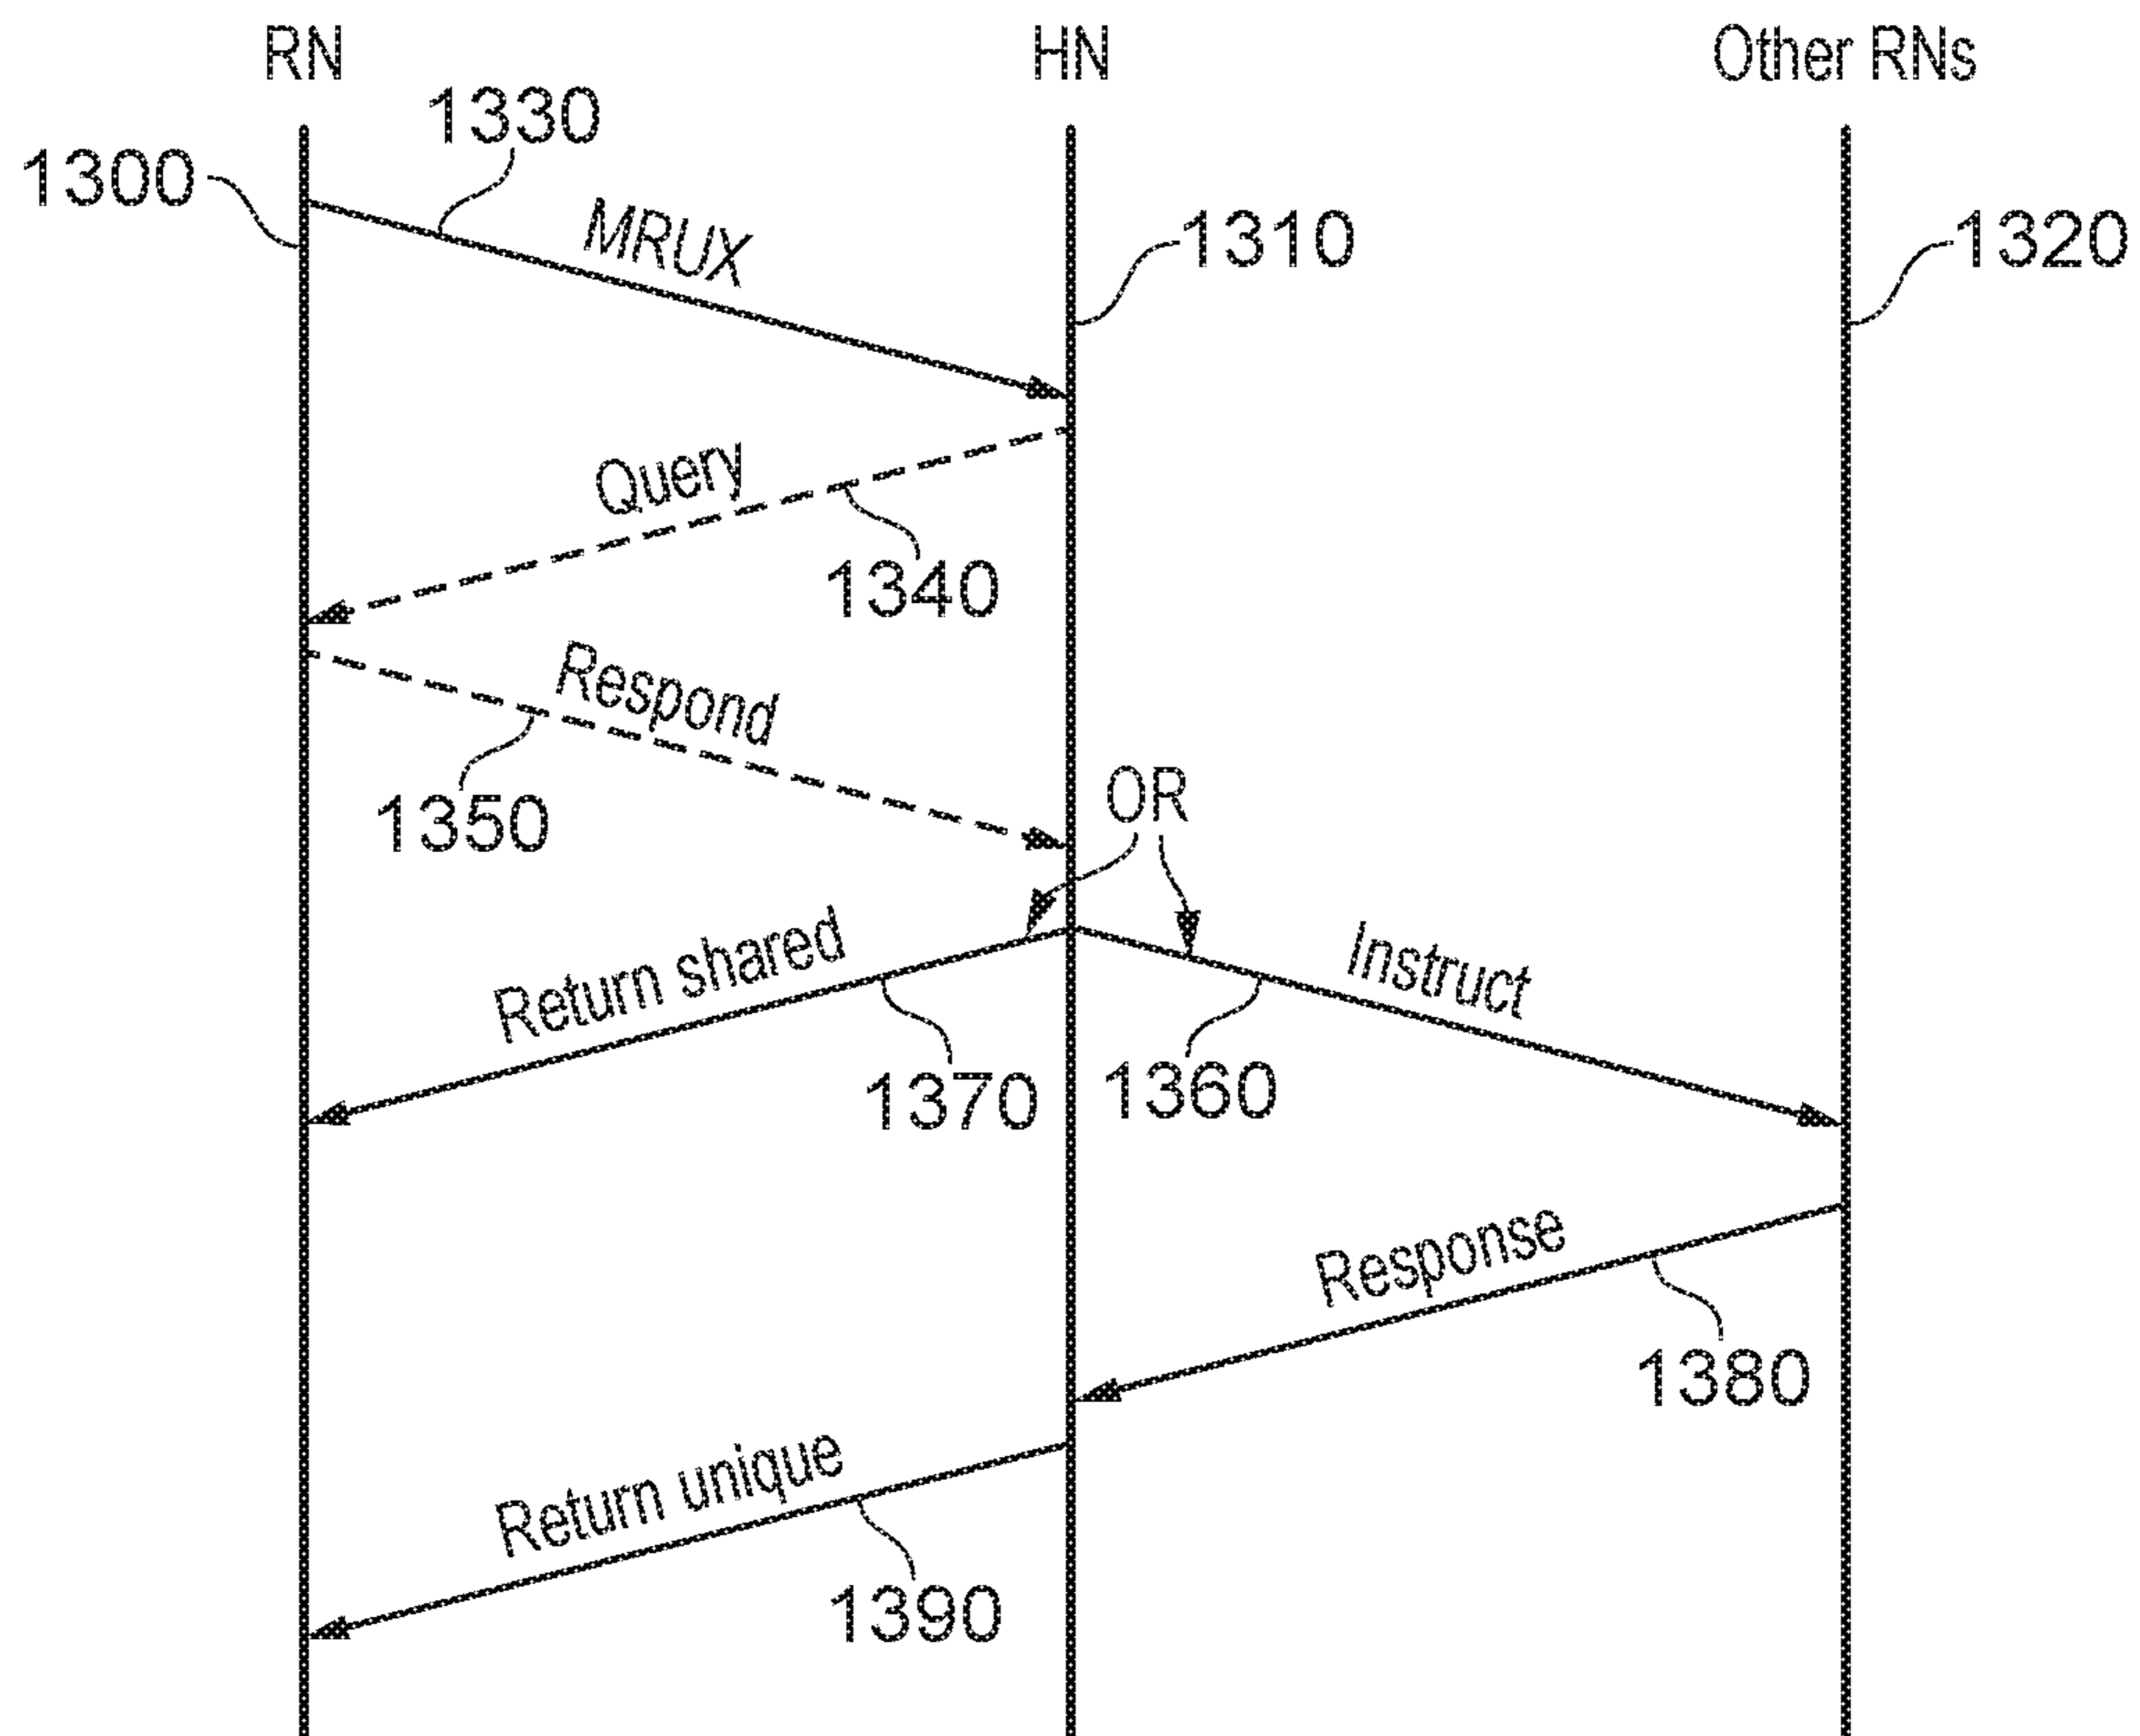 RN
HN
Other RNs
1330
1300
MRUX
1310
1320
Query
1340
Respond
1350
OR
Return shared
Instruct
1370
1360
Response
1380
Return unique
1390